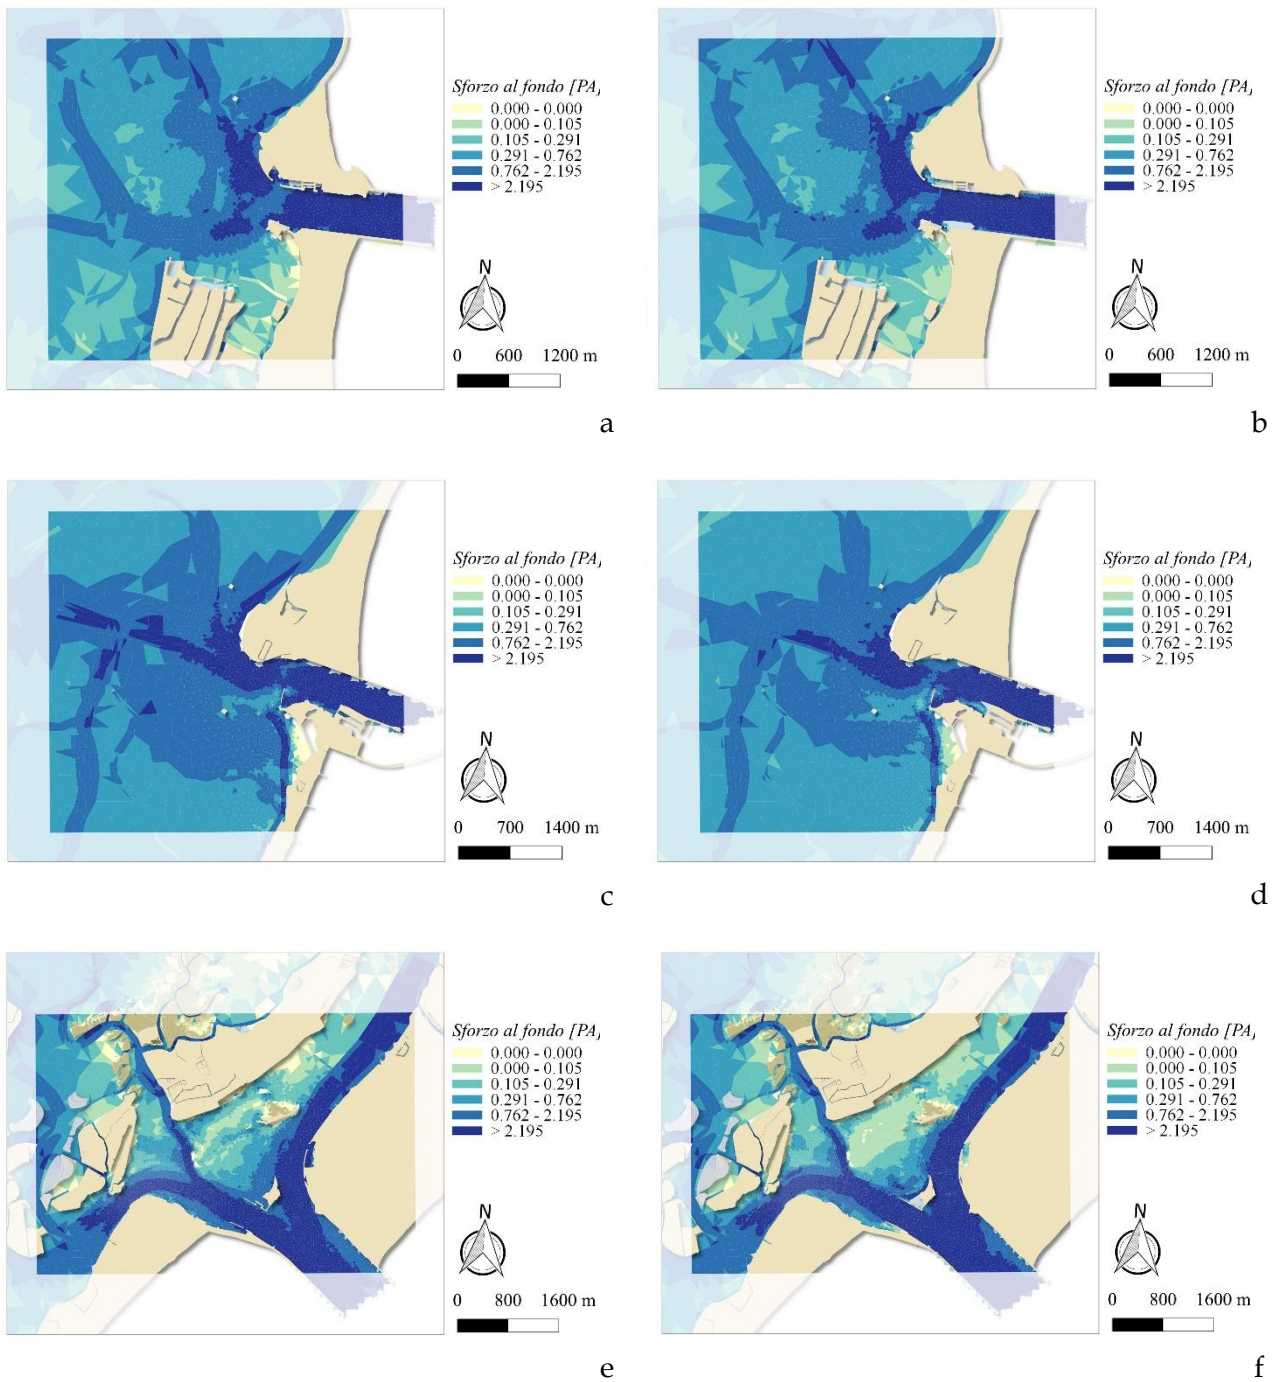 Sforzo al fondo [PA]
0.000 - 0.000
0.000 - 0.105
0.105 - 0.291
0.291 - 0.762
0.762 - 2.195
> 2.195
N
0 600 1200 m
a
Sforzo al fondo [PA]
0.000 - 0.000
0.000 - 0.105
0.105 - 0.291
0.291 - 0.762
0.762 - 2.195
> 2.195
N
0 600 1200 m
b
Sforzo al fondo [PA]
0.000 - 0.000
0.000 - 0.105
0.105 - 0.291
0.291 - 0.762
0.762 - 2.195
> 2.195
N
0 700 1400 m
c
Sforzo al fondo [PA]
0.000 - 0.000
0.000 - 0.105
0.105 - 0.291
0.291 - 0.762
0.762 - 2.195
> 2.195
N
0 700 1400 m
d
Sforzo al fondo [PA]
0.000 - 0.000
0.000 - 0.105
0.105 - 0.291
0.291 - 0.762
0.762 - 2.195
> 2.195
N
0 800 1600 m
e
Sforzo al fondo [PA]
0.000 - 0.000
0.000 - 0.105
0.105 - 0.291
0.291 - 0.762
0.762 - 2.195
> 2.195
N
0 800 1600 m
f